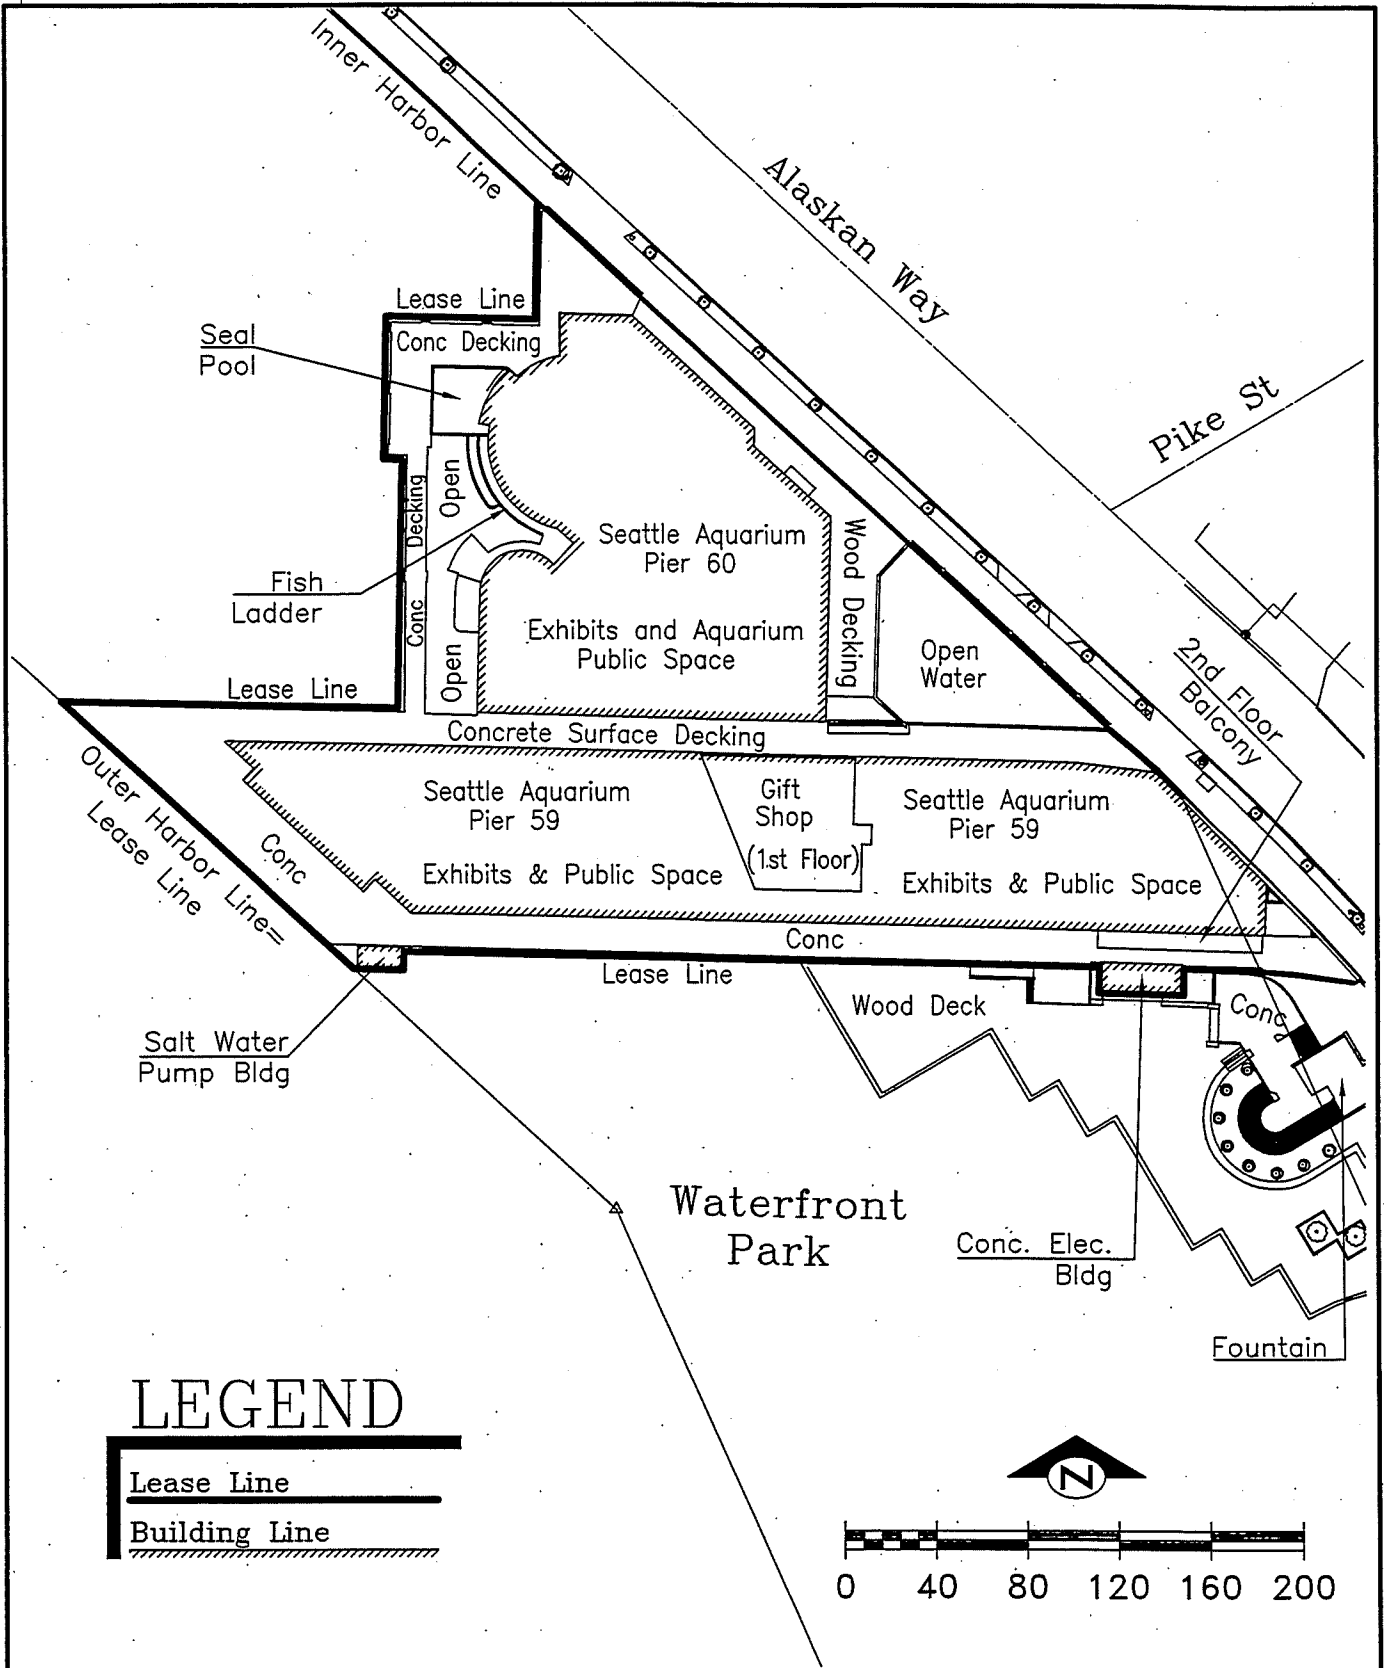 Inner Harbor Line
Alaskan Way
Pike St
Lease Line
Conc Decking
Seal
Pool
Open
Conc Decking
Seattle Aquarium
Pier 60
Wood Decking
Fish
Ladder
Exhibits and Aquarium
Public Space
Open
Water
Open
2nd Floor
Balcony
Lease Line
Concrete Surface Decking
Outer Harbor Line=
Lease Line
Conc
Seattle Aquarium
Pier 59
Exhibits & Public Space
Gift
Shop
(1st Floor)
Seattle Aquarium
Pier 59
Exhibits & Public Space
Conc
Lease Line
Wood Deck
Conc
Salt Water
Pump Bldg
Waterfront
Park
Conc. Elec.
Bldg
Fountain
LEGEND
Lease Line
Building Line
N
0 40 80 120 160 200